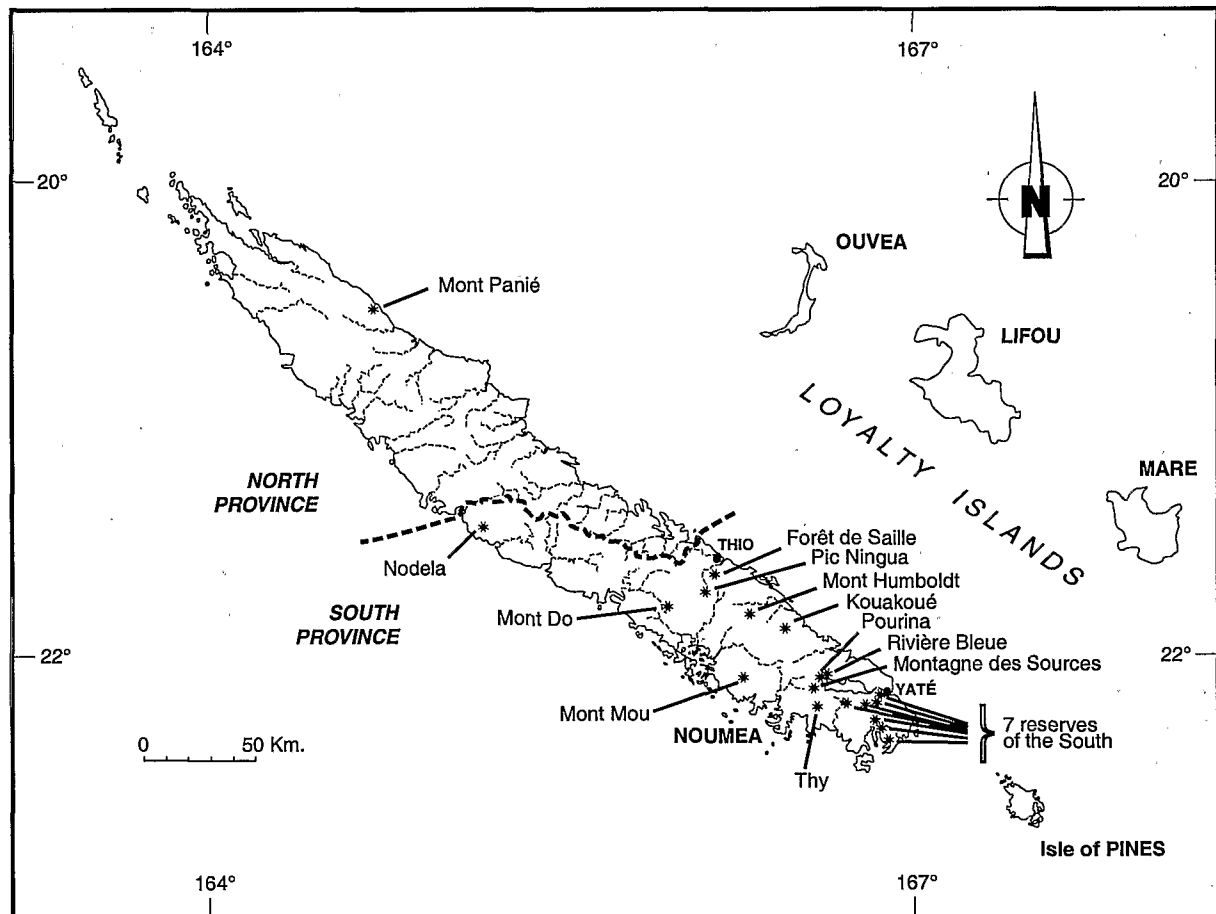 164°
167°
20°
20°
N
OUVEA
Mont Panié
LIFOU
LOYALTY ISLANDS
MARE
NORTH
PROVINCE
THIO
Forêt de Saille
Pic Ningua
Nodela
Mont Humboldt
SOUTH
PROVINCE
Mont Do
Kouakoué
Pourina
Rivière Bleue
22°
Montagne des Sources
22°
YATÉ
Mont Mou
NOUMEA
7 reserves
of the South
0 50 Km.
Thy
Isle of PINES
164°
167°